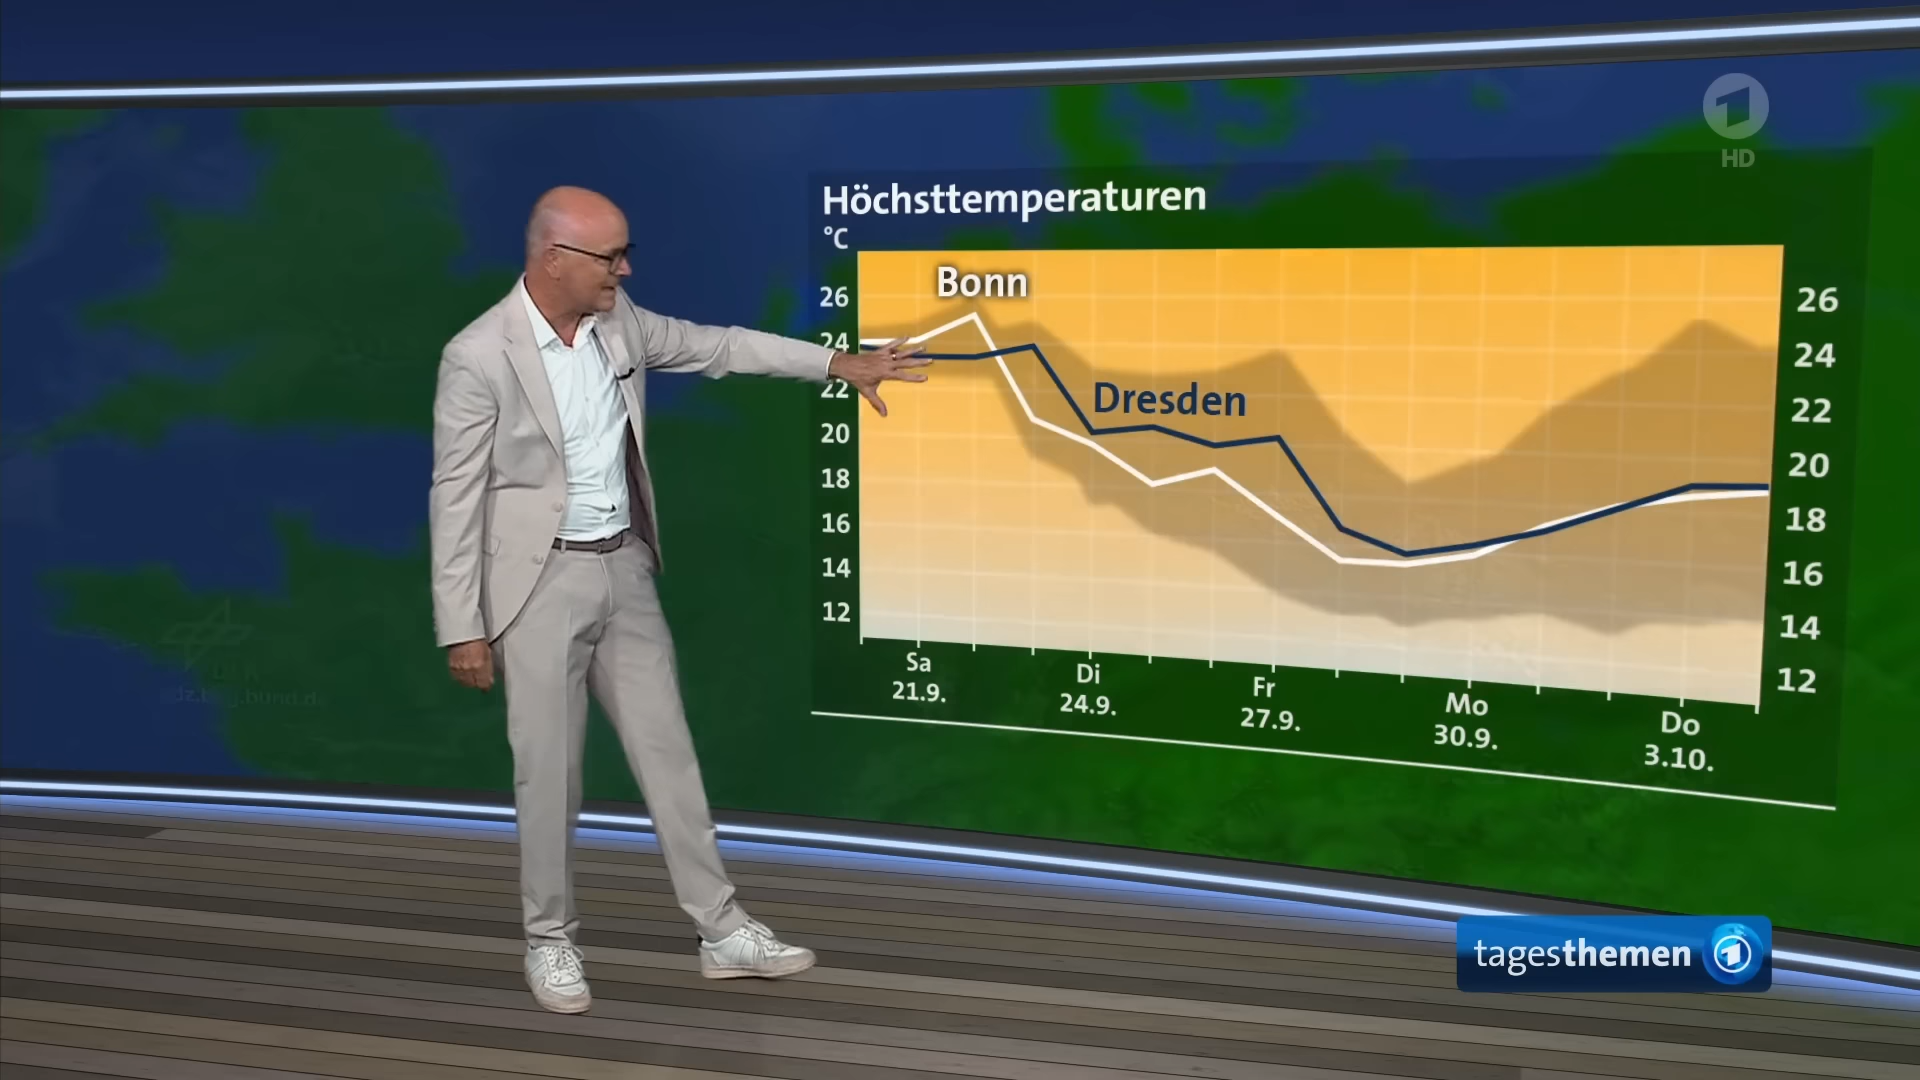 HD
Höchsttemperaturen
°C
Bonn
Dresden
26
24
22
20
18
16
14
12
26
24
22
20
18
16
14
12
Sa
21.9.
Di
24.9.
Fr
27.9.
Mo
30.9.
Do
3.10.
tagesthemen